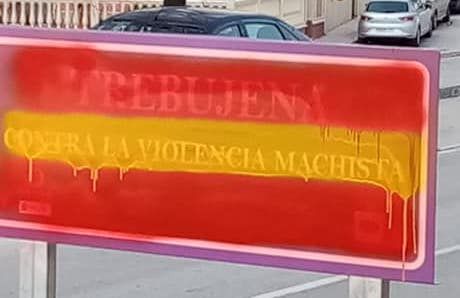 TREBUJENA
CONTRA LA VIOLENCIA MACHISTA